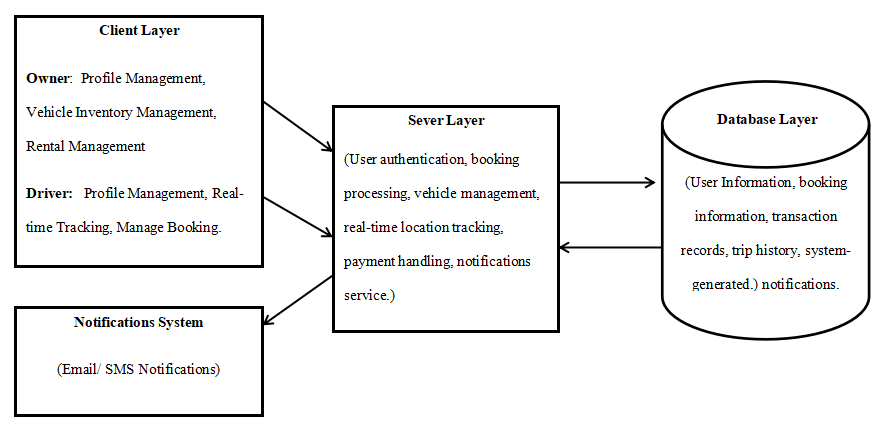 Client Layer
Owner: Profile Management,
Vehicle Inventory Management,
Rental Management
Driver: Profile Management, Real-
time Tracking, Manage Booking.
Notifications System
(Email/ SMS Notifications)
Sever Layer
(User authentication, booking
processing, vehicle management,
real-time location tracking,
payment handling, notifications
service.)
Database Layer
(User Information, booking
information, transaction
records, trip history, system-
generated.) notifications.